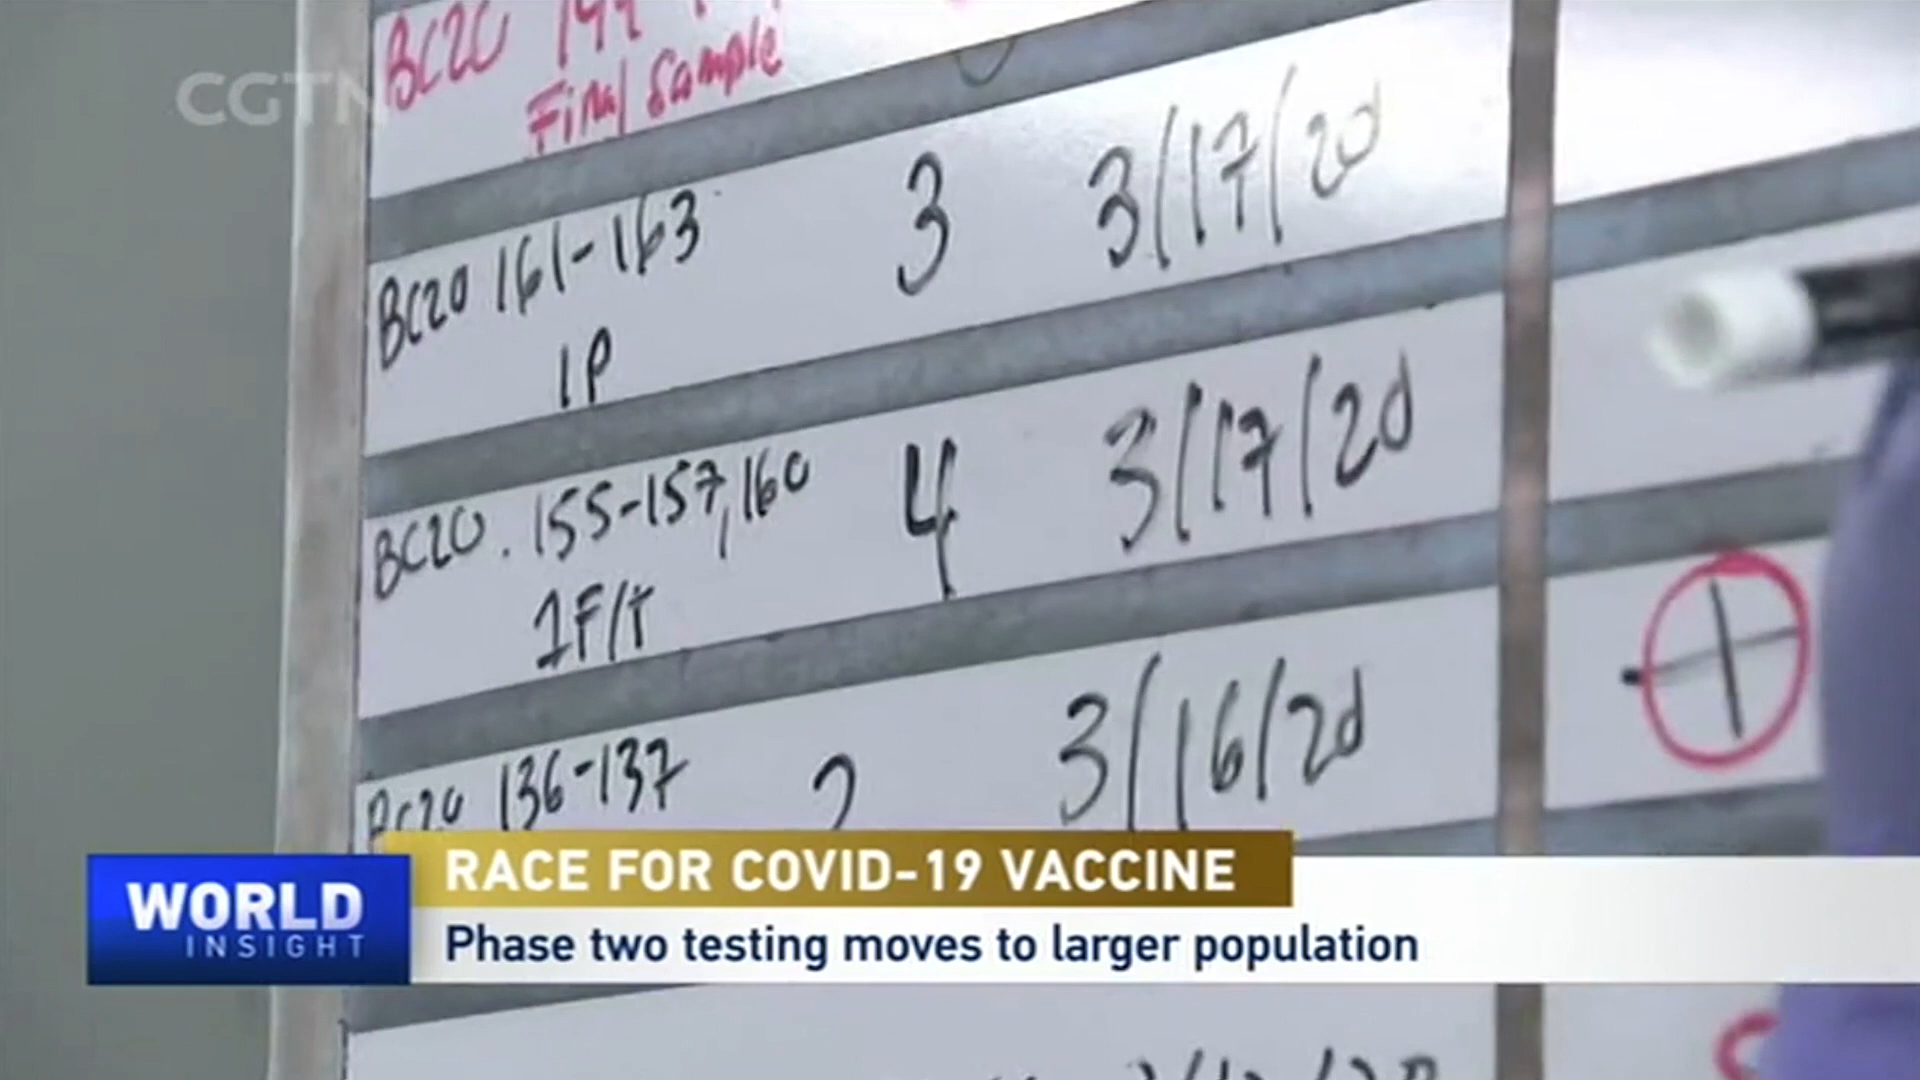 CGTN
BC20
Final Sample
BC20 161-163 3 3/17/20
1P
BC20. 155-157, 160 4 3/17/20
1F/T
BC20 136-137 2 3/16/20
WORLD
INSIGHT
RACE FOR COVID-19 VACCINE
Phase two testing moves to larger population